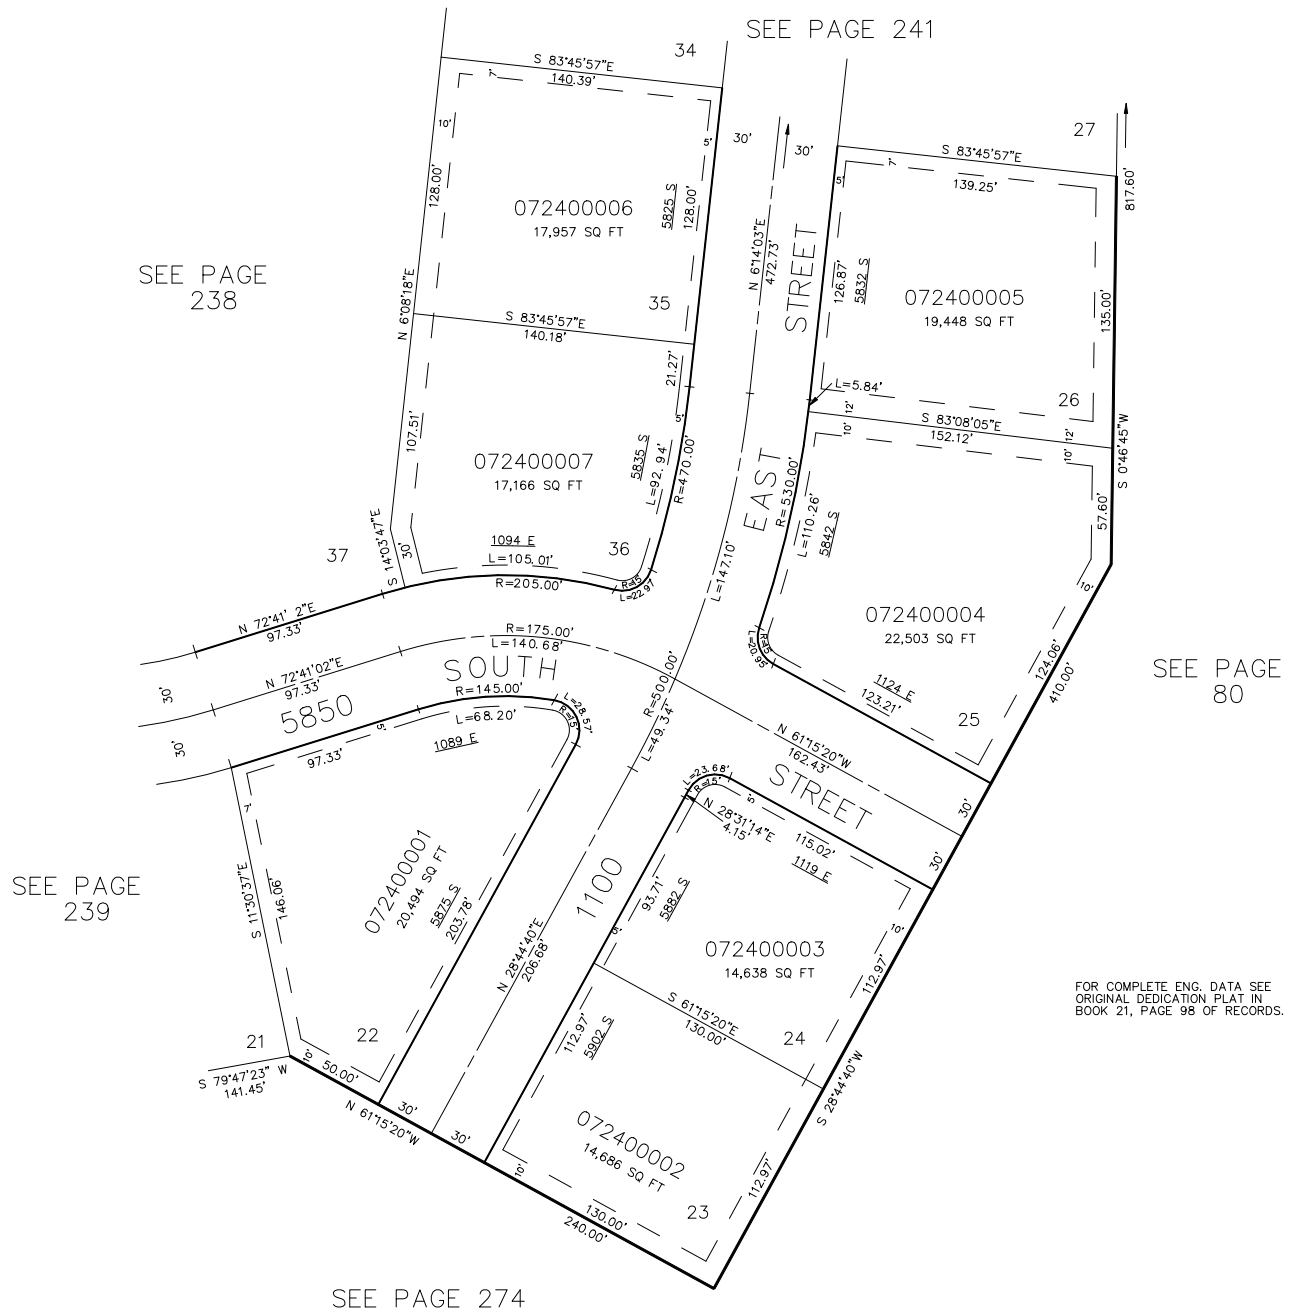 SEE PAGE 241
34
S 83°45'57"E
140.39'
7'
10'
5'
30'
30'
27
S 83°45'57"E
139.25'
7'
5'
817.60'
128.00'
072400006
17,957 SQ FT
5825 S
128.00'
N 6°14'03"E
472.73'
STREET
126.87'
5832 S
072400005
19,448 SQ FT
135.00'
SEE PAGE
238
N 6°08'18"E
35
S 83°45'57"E
140.18'
21.27'
5'
L=5.84'
26
12'
12'
S 83°08'05"E
152.12'
10'
10'
S 0°46'45"W
107.51'
072400007
17,166 SQ FT
5835 S
L=92.94'
R=470.00'
EAST
R=530.00'
L=110.26'
5842 S
57.60'
37
S 14°03'47"E
30'
1094 E
L=105.01'
R=205.00'
36
R=15'
L=22.97
L=147.10'
10'
072400004
22,503 SQ FT
R=15'
L=20.95'
1124 E
123.21'
25
124.06'
410.00'
SEE PAGE
80
N 72°41' 2"E
97.33'
R=175.00'
L=140.68'
N 72°41'02"E
97.33'
30'
30'
5850
SOUTH
STREET
R=145.00'
L=68.20'
L=28.57'
R=15'
R=500.00'
L=49.34'
N 61°15'20"W
162.43'
30'
30'
97.33'
5'
1089 E
7'
L=23.68'
R=15'
5'
N 28°31'14"E
4.15'
115.02'
1119 E
SEE PAGE
239
S 11°30'37"E
146.06'
072400001
20,494 SQ FT
5875 S
203.78'
1100
93.71'
5882 S
5'
10'
072400003
14,638 SQ FT
112.97'
N 28°44'40"E
206.68'
FOR COMPLETE ENG. DATA SEE
ORIGINAL DEDICATION PLAT IN
BOOK 21, PAGE 98 OF RECORDS.
S 61°15'20"E
130.00'
24
112.97'
5902 S
21
22
10'
50.00'
S 79°47'23" W
141.45'
N 61°15'20"W
30'
30'
S 28°44'40"W
072400002
14,686 SQ FT
10'
112.97'
23
130.00'
240.00'
SEE PAGE 274